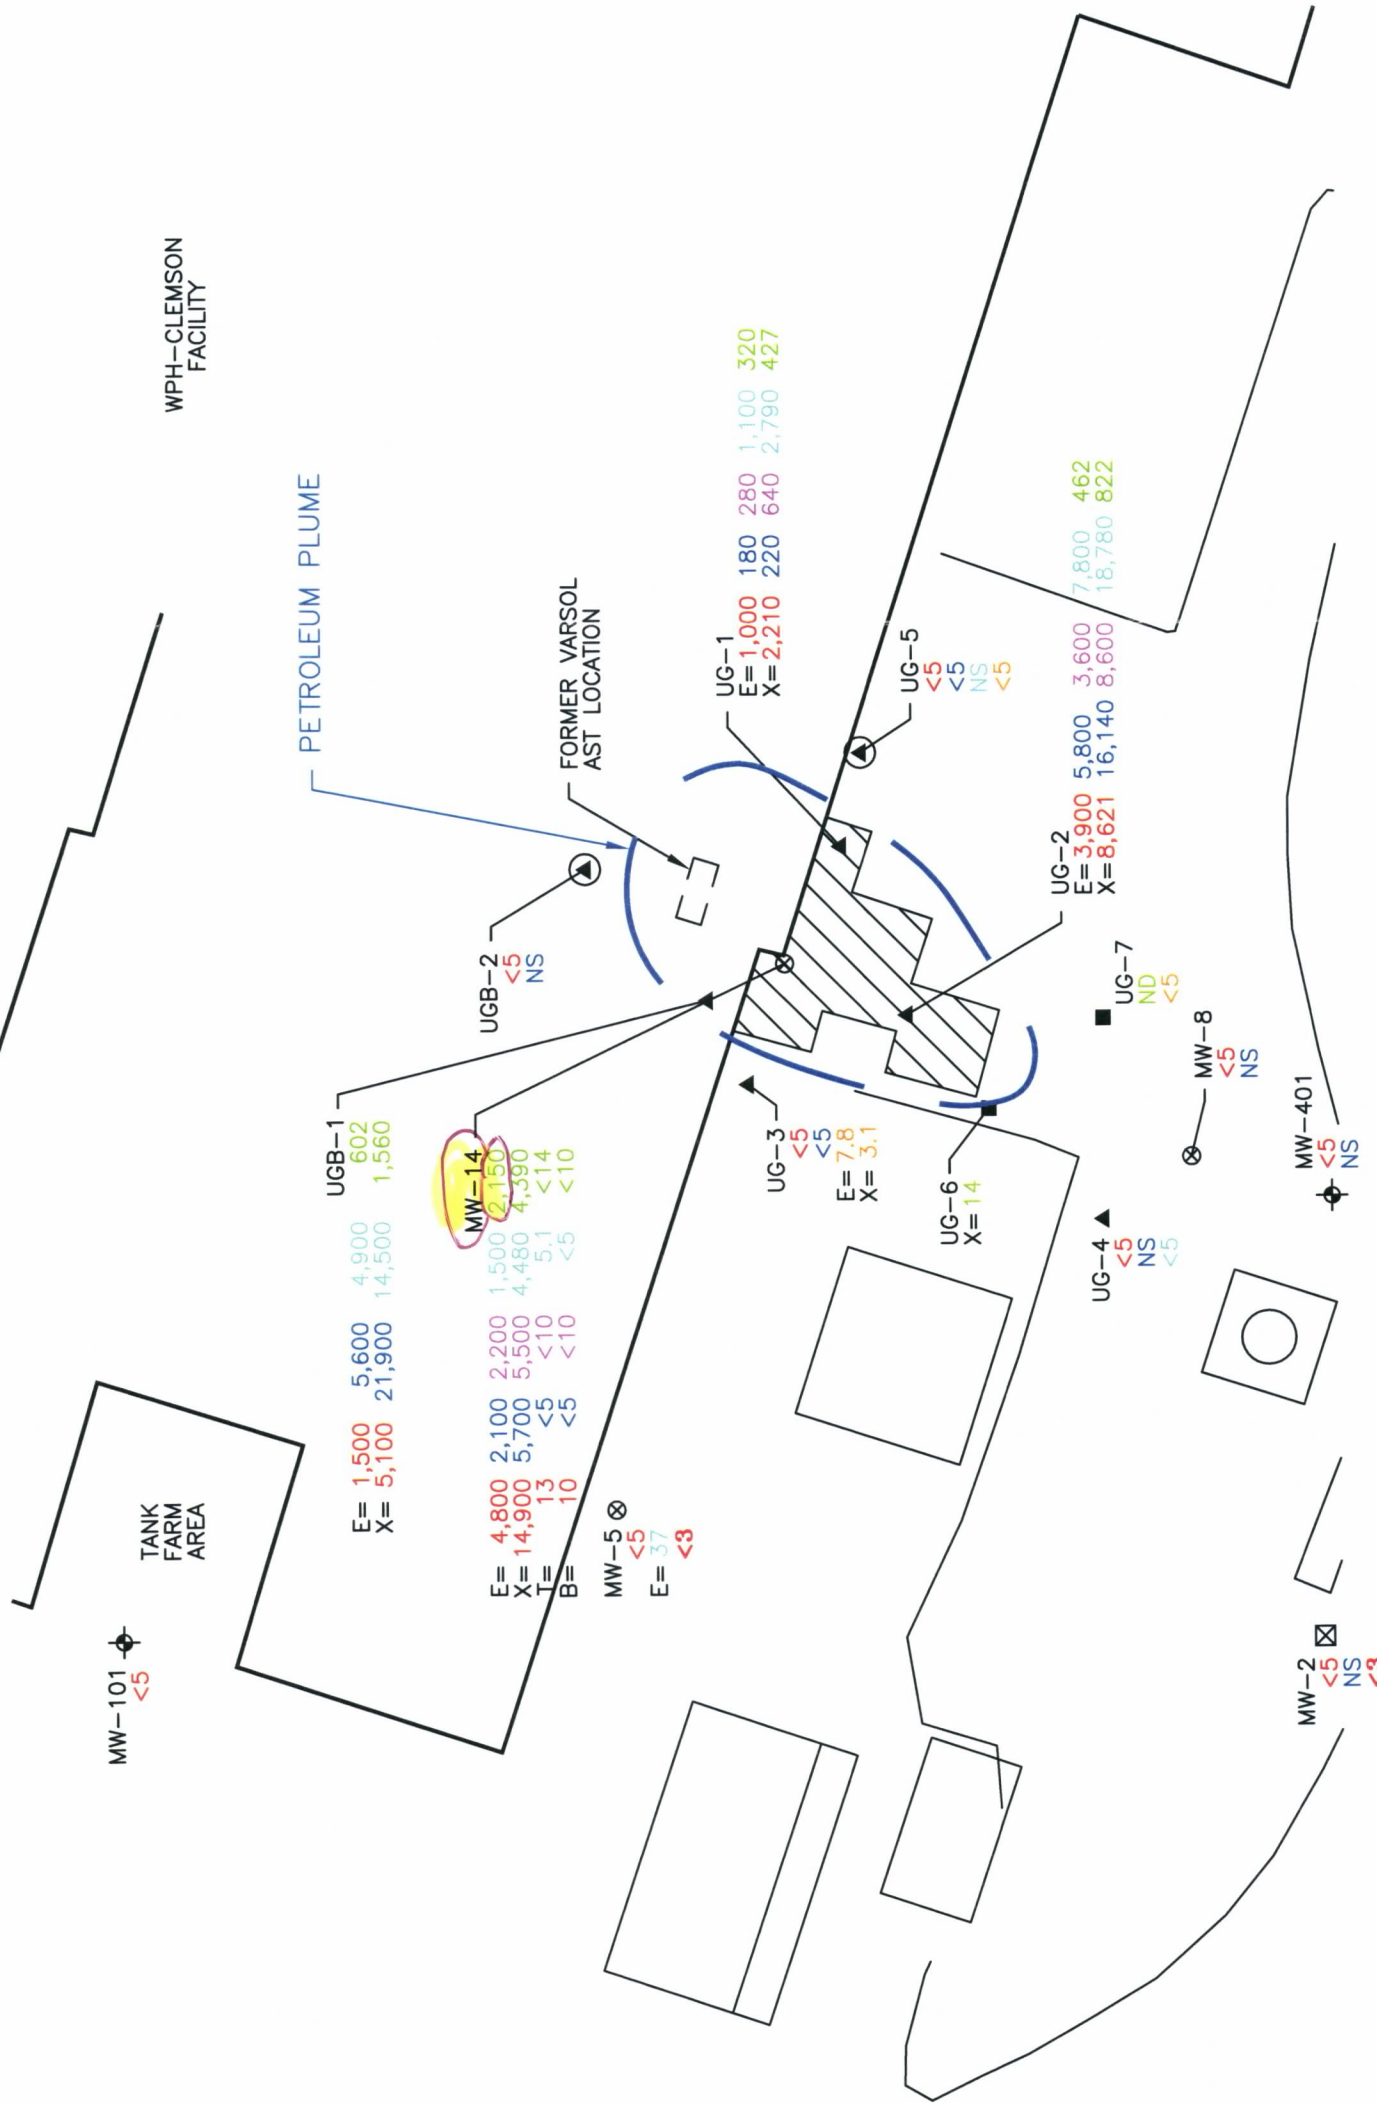 WPH-CLEMSON
FACILITY
PETROLEUM PLUME
FORMER VARSOL
AST LOCATION
TANK
FARM
AREA
MW-101
<5
UGB-1
E= 1,500 5,600 4,900 602
X= 5,100 21,900 14,500 1,560
MW-14
E= 4,800 2,100 2,200 1,500 2,150
X= 14,900 5,700 5,500 4,480 4,390
T= 13 <5 <10 5.1 <14
B= 10 <5 <10 <5 <10
UGB-2
<5
NS
UG-1
E= 1,000 180 280 1,100 320
X= 2,210 220 640 2,790 427
MW-5
<5
E= 37
<3
UG-3
<5
<5
E= 7.8
X= 3.1
UG-5
<5
<5
NS
<5
UG-6
X= 14
UG-2
E= 3,900 5,800 3,600 7,800 462
X= 8,621 16,140 8,600 18,780 822
UG-4
<5
NS
<5
UG-7
ND
<5
MW-8
<5
NS
MW-401
<5
NS
MW-2
<5
NS
<3